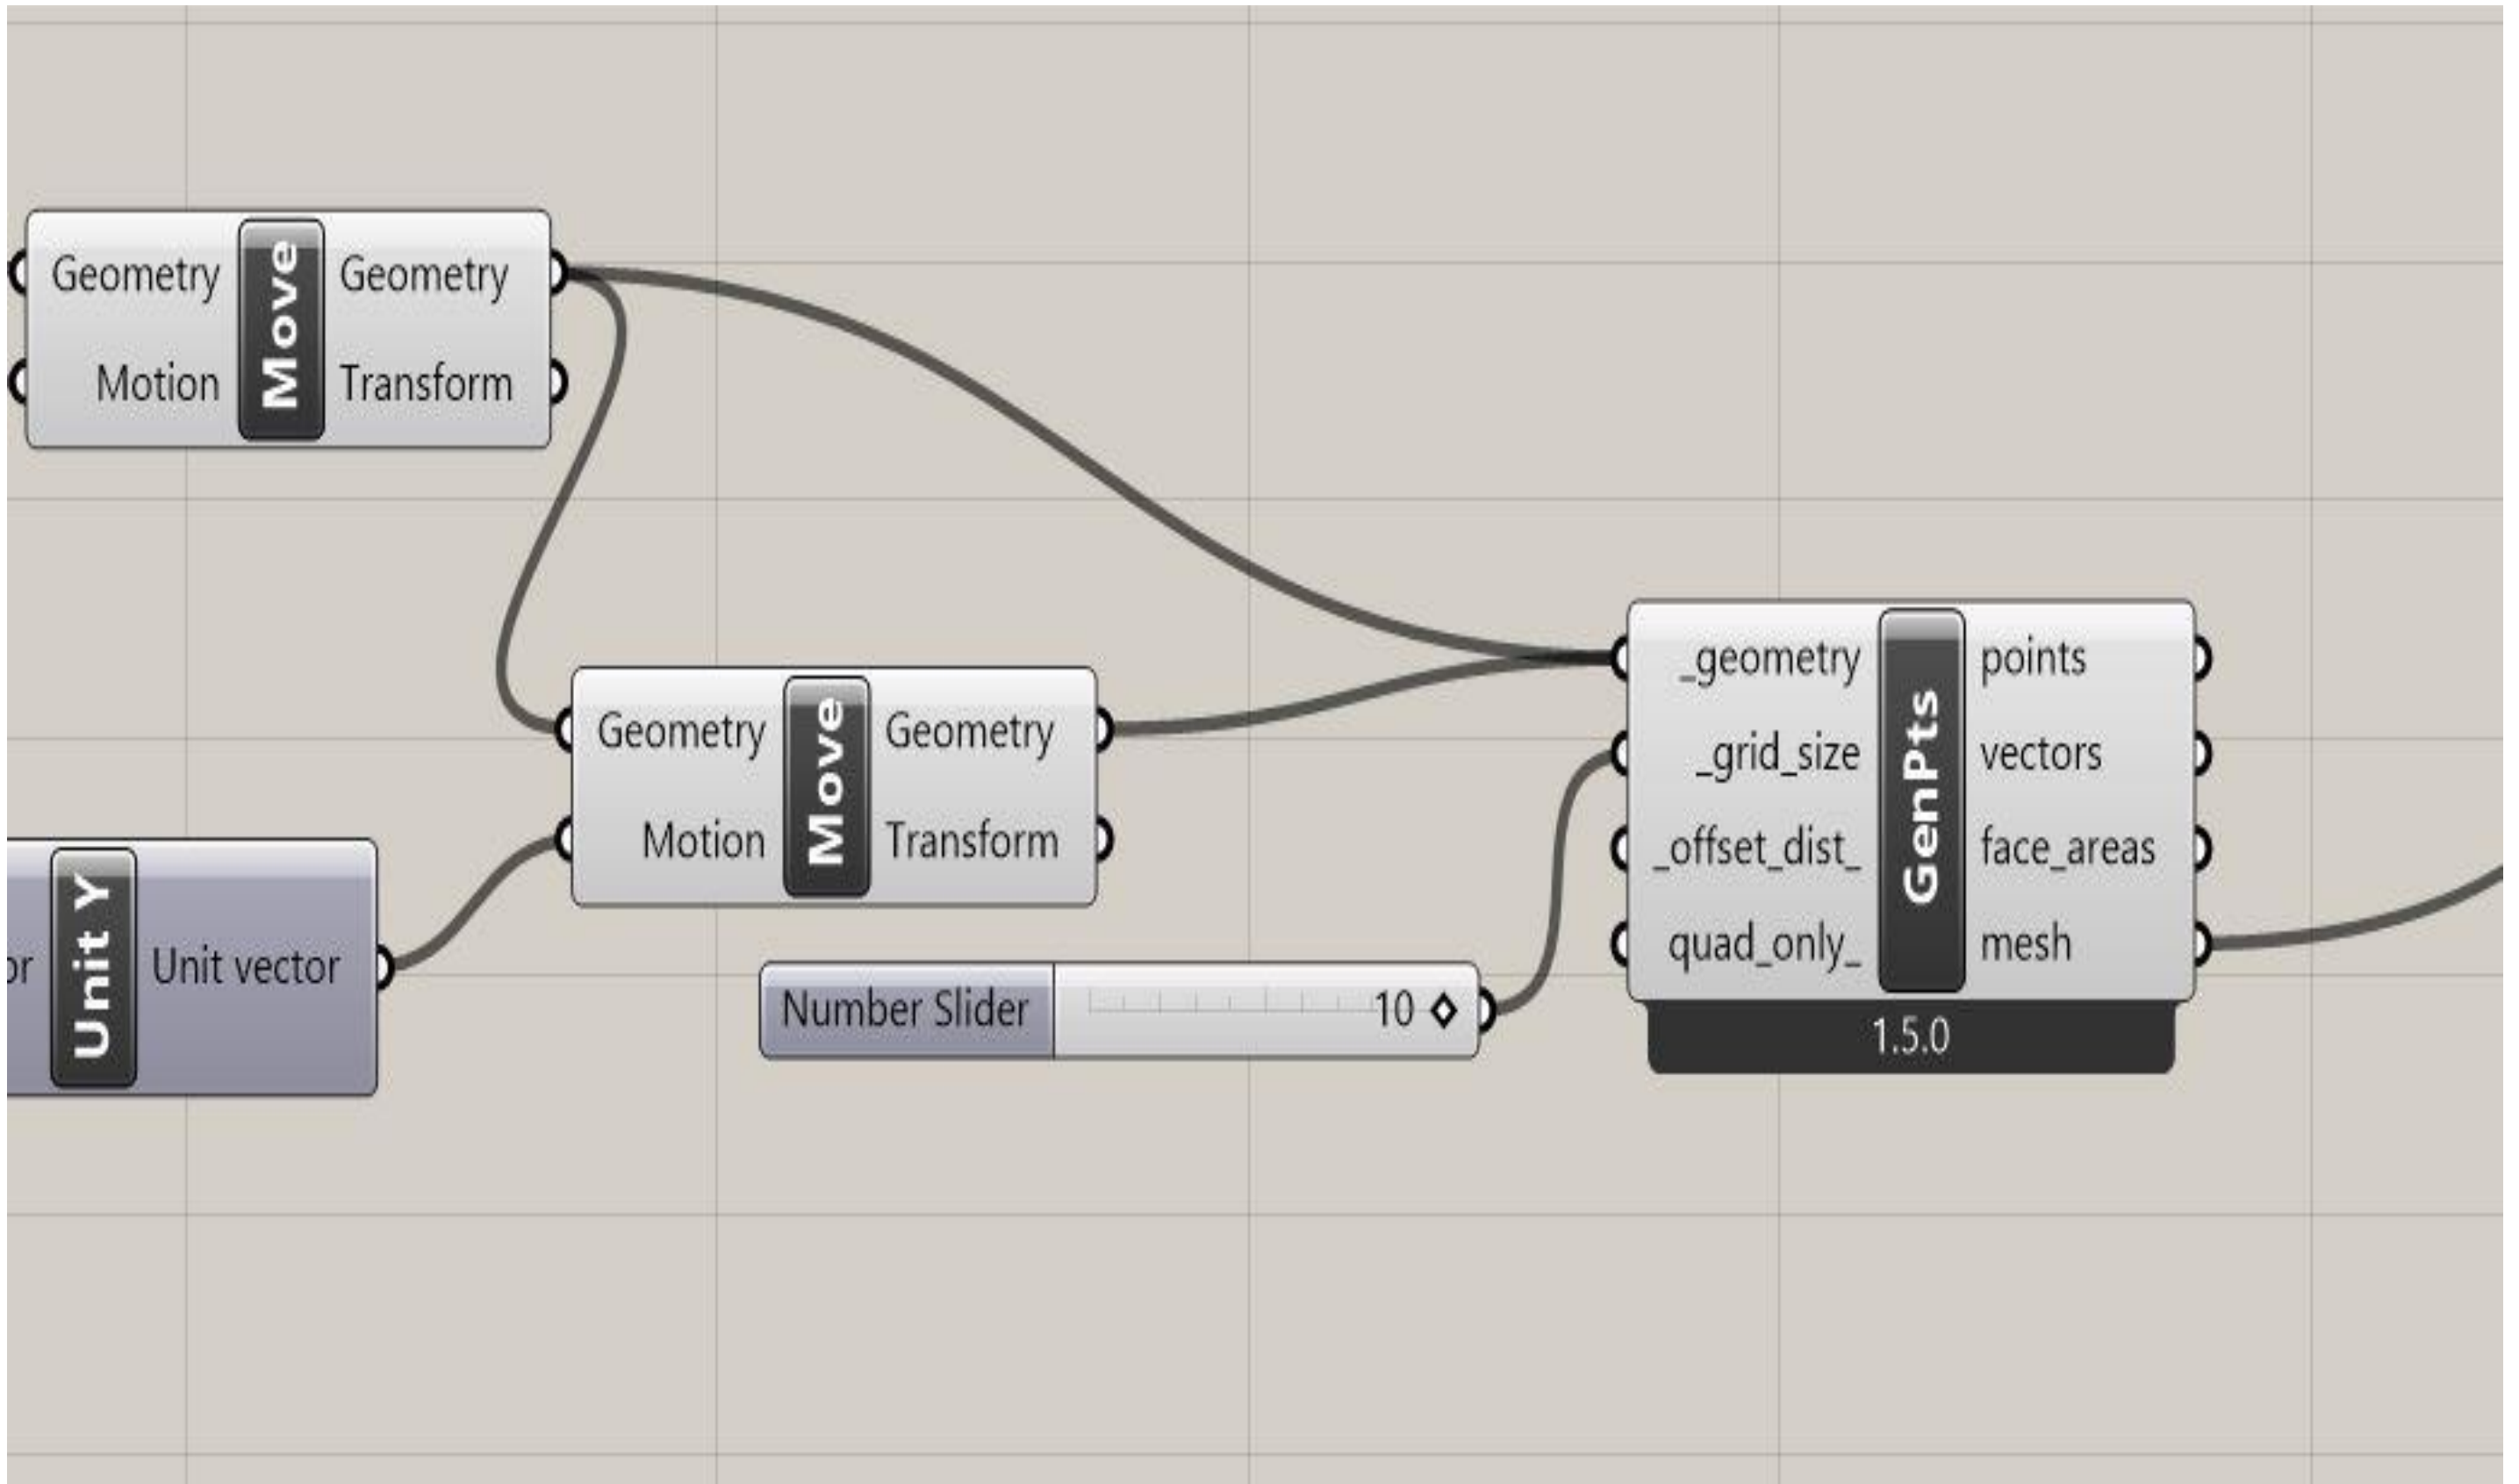 Geometry
Motion
Move
Geometry
Transform
Geometry
Motion
Move
Geometry
Transform
or
Unit Y
Unit vector
Number Slider
10
_geometry
_grid_size
_offset_dist_
quad_only_
GenPts
points
vectors
face_areas
mesh
1.5.0